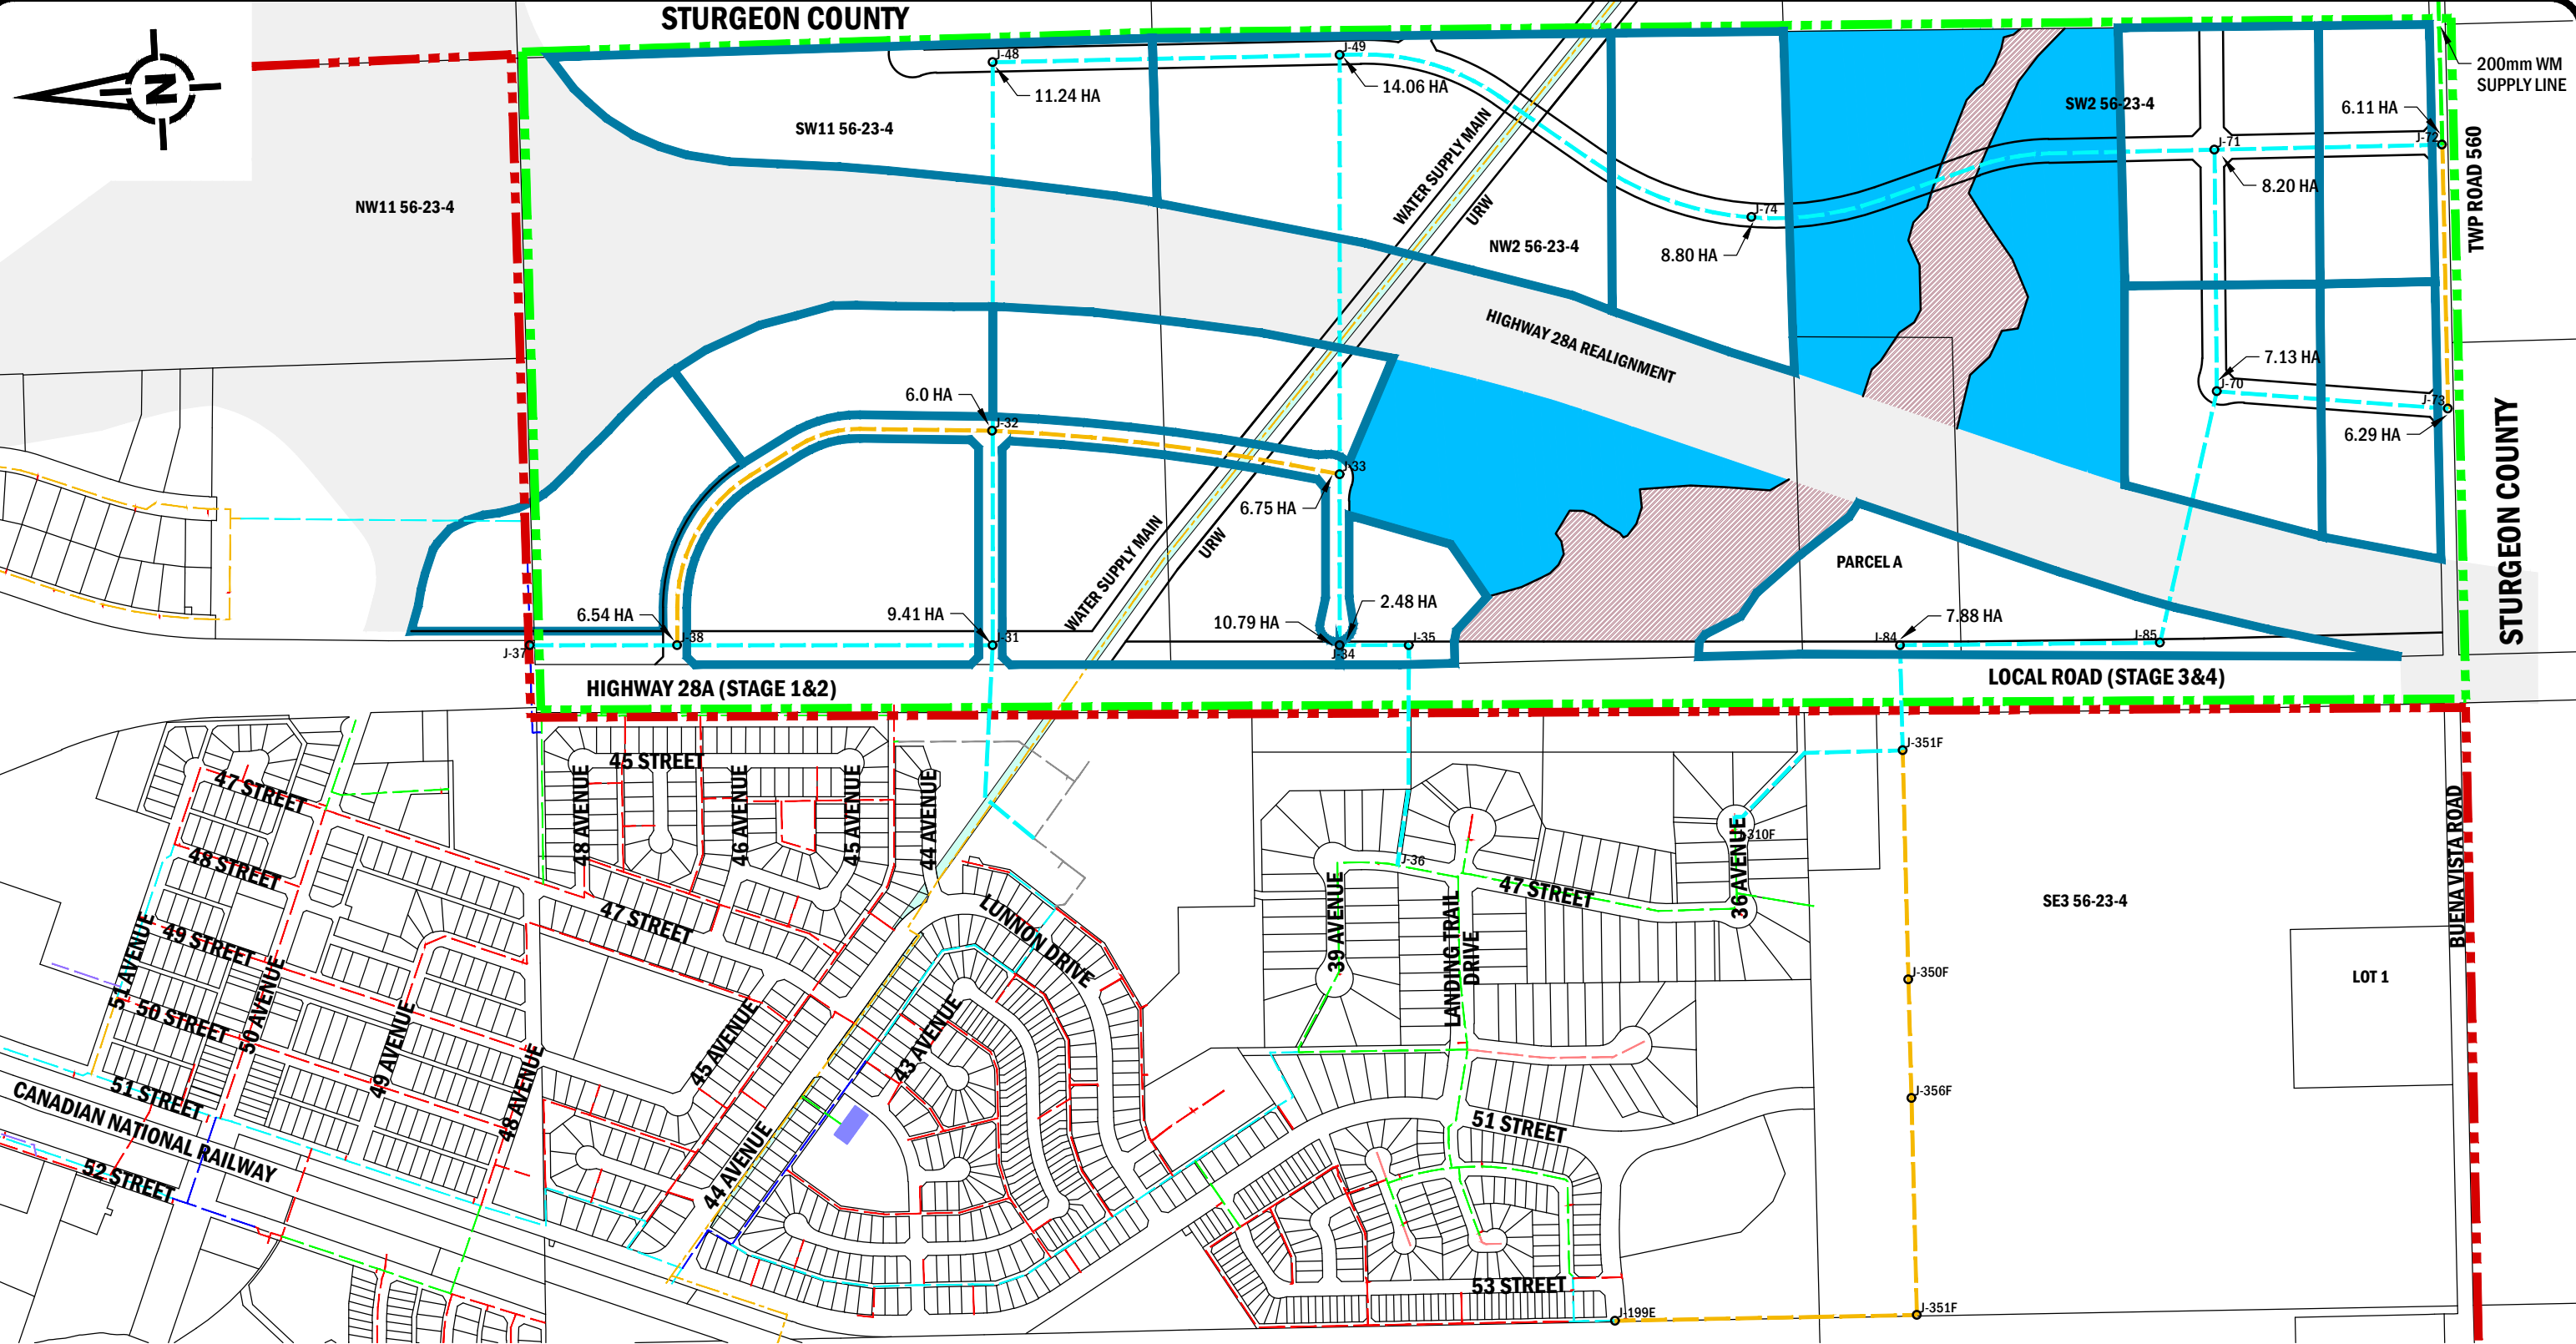 STURGEON COUNTY
N
J-48
11.24 HA
J-49
14.06 HA
200mm WM
SUPPLY LINE
SW11 56-23-4
SW2 56-23-4
6.11 HA
J-72
J-71
8.20 HA
TWP ROAD 560
NW11 56-23-4
WATER SUPPLY MAIN
URW
NW2 56-23-4
J-74
8.80 HA
HIGHWAY 28A REALIGNMENT
7.13 HA
J-70
J-73
6.29 HA
6.0 HA
J-32
J-33
6.75 HA
STURGEON COUNTY
WATER SUPPLY MAIN
URW
PARCEL A
6.54 HA
J-38
9.41 HA
J-31
10.79 HA
2.48 HA
J-34
J-35
7.88 HA
J-84
J-85
J-37
HIGHWAY 28A (STAGE 1&2)
LOCAL ROAD (STAGE 3&4)
J-351F
45 STREET
47 STREET
48 AVENUE
46 AVENUE
45 AVENUE
44 AVENUE
J-310F
36 AVENUE
J-36
48 STREET
47 STREET
LUNNON DRIVE
39 AVENUE
LANDING TRAIL
DRIVE
47 STREET
SE3 56-23-4
BUENA VISTA ROAD
LOT 1
51 AVENUE
49 STREET
50 AVENUE
50 STREET
49 AVENUE
48 AVENUE
45 AVENUE
43 AVENUE
44 AVENUE
J-350F
J-356F
51 STREET
51 STREET
CANADIAN NATIONAL RAILWAY
52 STREET
53 STREET
J-199E
J-351F